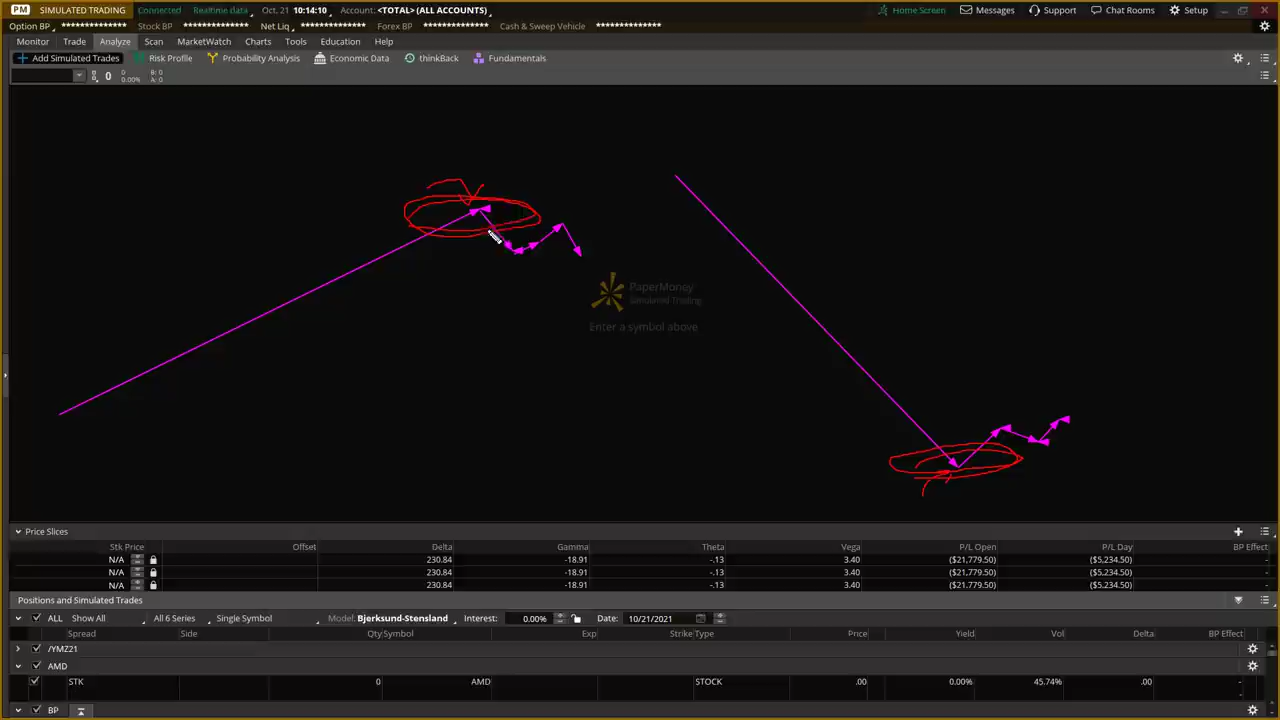 PM SIMULATED TRADING Connected Realtime data Oct. 21 10:14:10 Account: <TOTAL> (ALL ACCOUNTS) Home Screen Messages Support Chat Rooms Setup
Option BP ************** Stock BP ************** Net Liq ************** Forex BP ************** Cash & Sweep Vehicle **************
Monitor Trade Analyze Scan MarketWatch Charts Tools Education Help
Add Simulated Trades Risk Profile Probability Analysis Economic Data thinkBack Fundamentals
0 0 0 D B: 0
0.00% A: 0
PaperMoney
Simulated Trading
Enter a symbol above
Price Slices
Stk Price Offset Delta Gamma Theta Vega P/L Open P/L Day BP Effect
N/A 230.84 -18.91 -.13 3.40 ($21,779.50) ($5,234.50) -
N/A 230.84 -18.91 -.13 3.40 ($21,779.50) ($5,234.50) -
N/A 230.84 -18.91 -.13 3.40 ($21,779.50) ($5,234.50) -
Positions and Simulated Trades
ALL Show All All 6 Series Single Symbol Model: Bjerksund-Stensland Interest: 0.00% Date: 10/21/2021
Spread Side Qty Symbol Exp Strike Type Price Yield Vol Delta BP Effect
/YMZ21
AMD
STK 0 AMD STOCK .00 0.00% 45.74% .00 -
-
BP